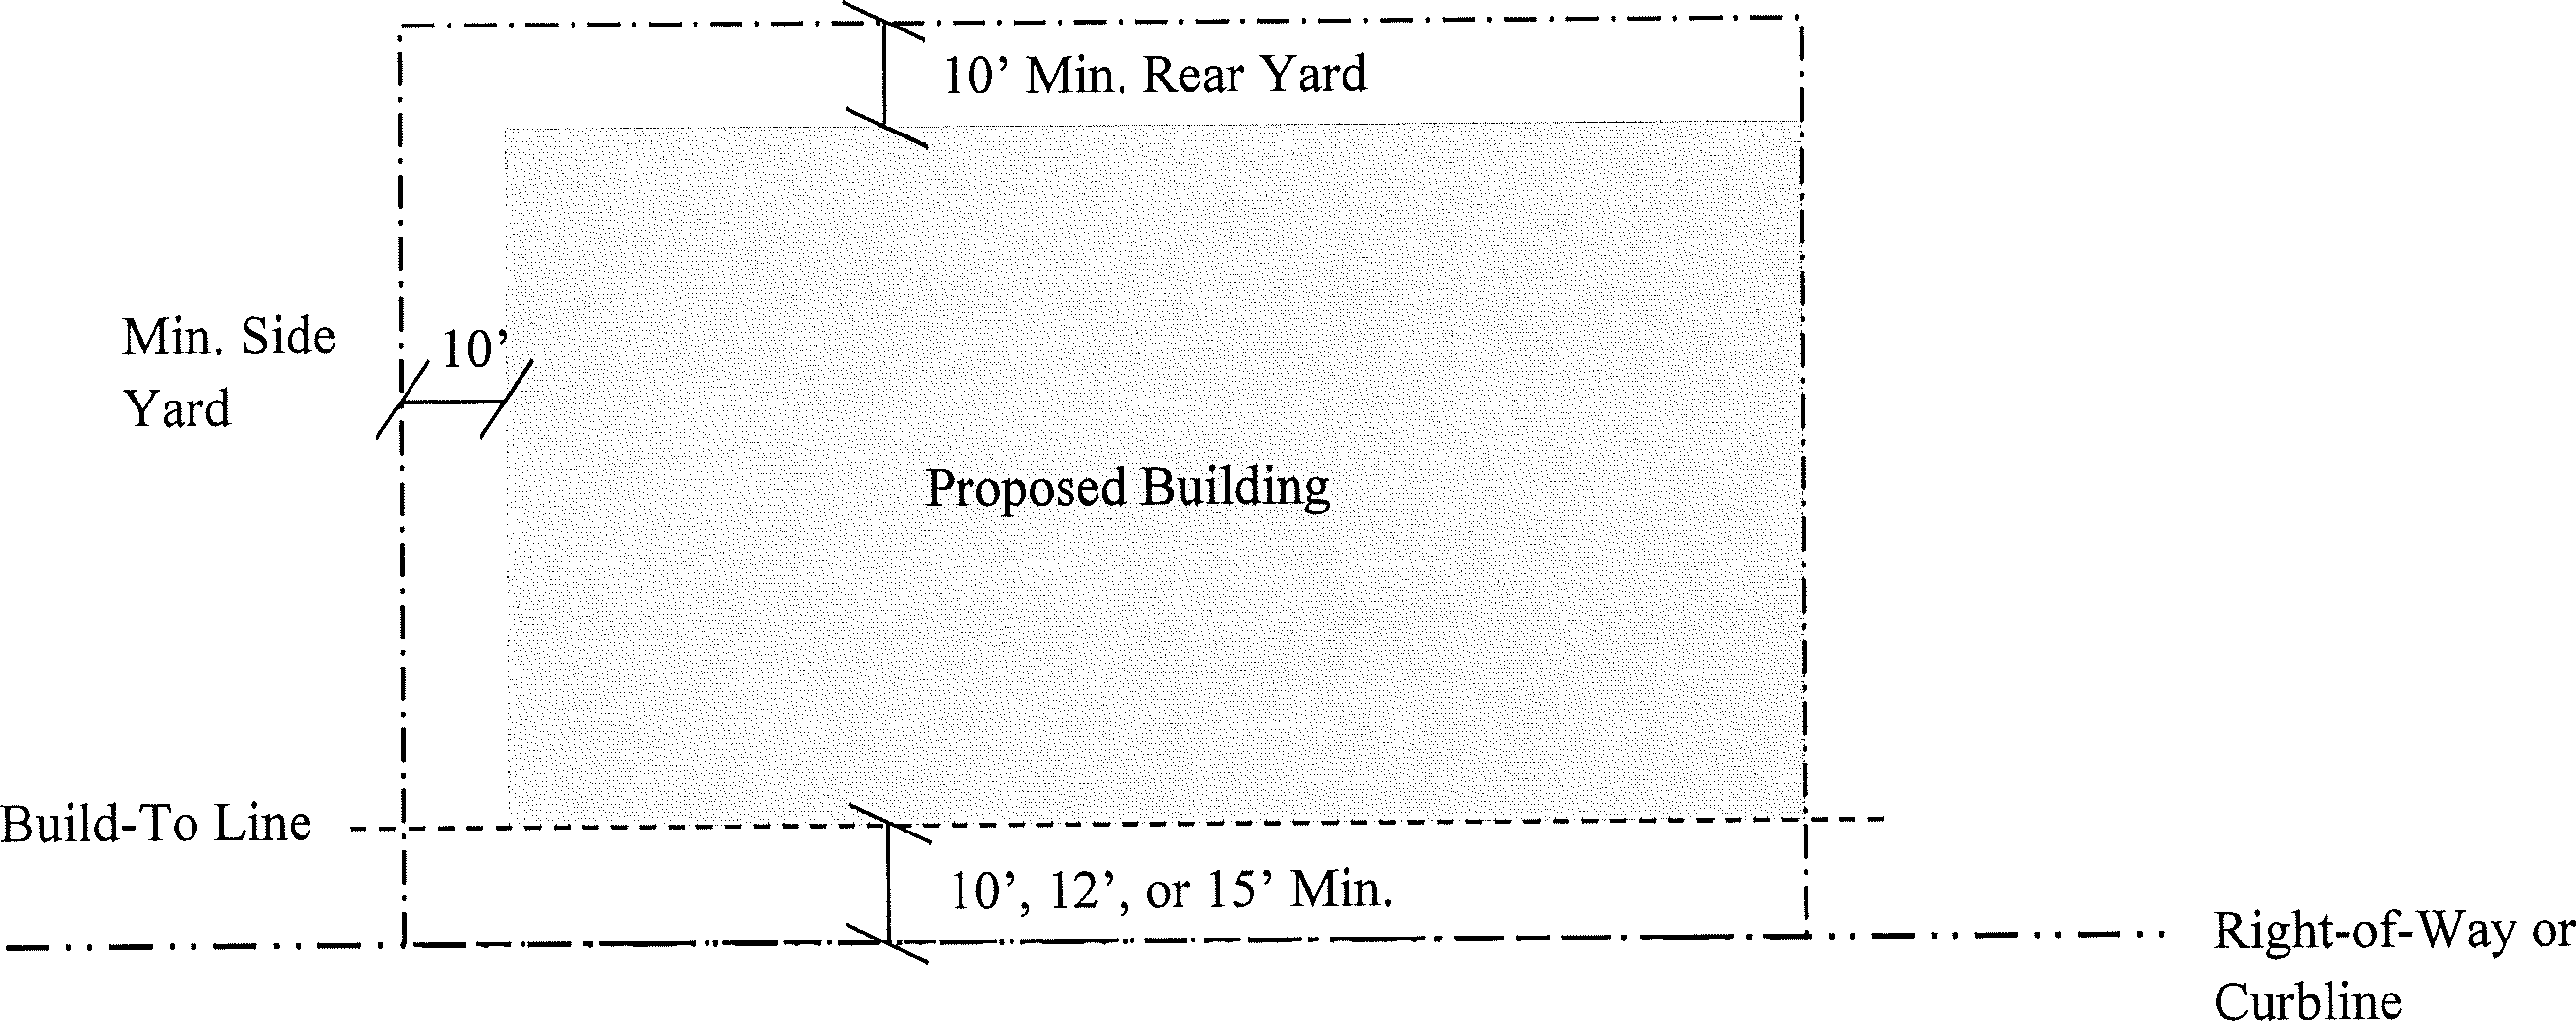 10’ Min. Rear Yard
Min. Side
Yard
10’
Proposed Building
Build-To Line
10’, 12’, or 15’ Min.
Right-of-Way or
Curbline